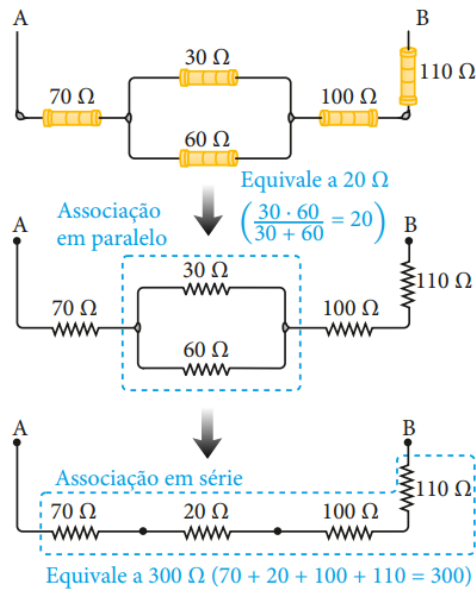 A
B
30 Ω
110 Ω
70 Ω
100 Ω
60 Ω
Equivale a 20 Ω
(30 · 60 / 30 + 60 = 20)
Associação
em paralelo
A
B
30 Ω
110 Ω
70 Ω
100 Ω
60 Ω
A
B
Associação em série
110 Ω
70 Ω
20 Ω
100 Ω
Equivale a 300 Ω (70 + 20 + 100 + 110 = 300)